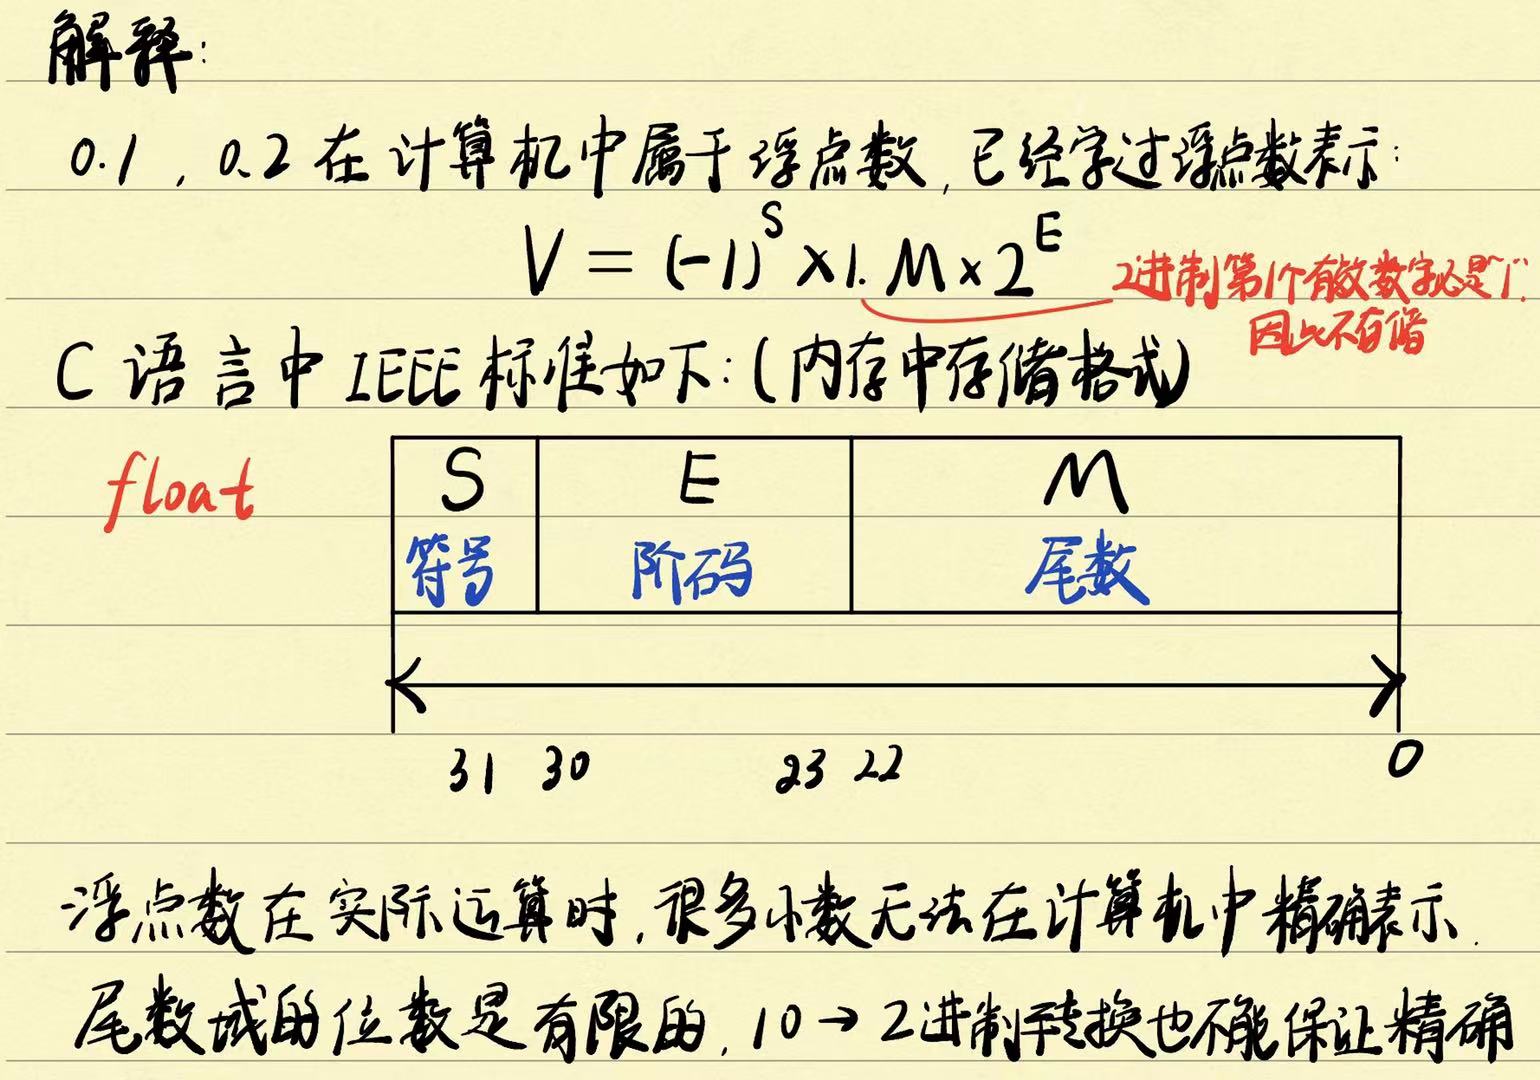 解释:
0.1，0.2在计算机中属于浮点数,已经学过浮点数表示:
V = (-1)^S ×1.M×2^E
2进制第1个有效数字必是"1".
因此不存储
C语言中IEEE标准如下:(内存中存储格式)
float
S E M
符号 阶码 尾数
31 30 23 22 0
浮点数在实际运算时,很多小数无法在计算机中精确表示.
尾数域的位数是有限的,10→2进制转换也不能保证精确